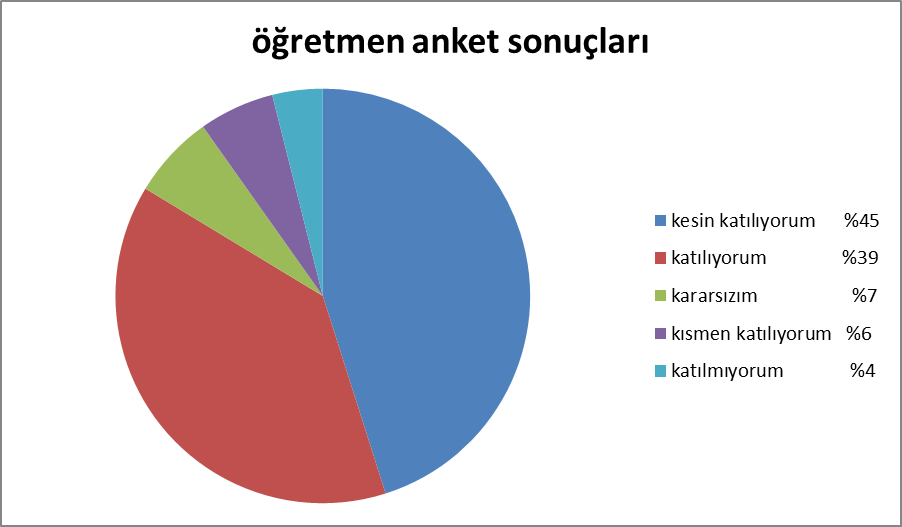 öğretmen anket sonuçları
kesin katılıyorum %45
katılıyorum %39
kararsızım %7
kısmen katılıyorum %6
katılmıyorum %4